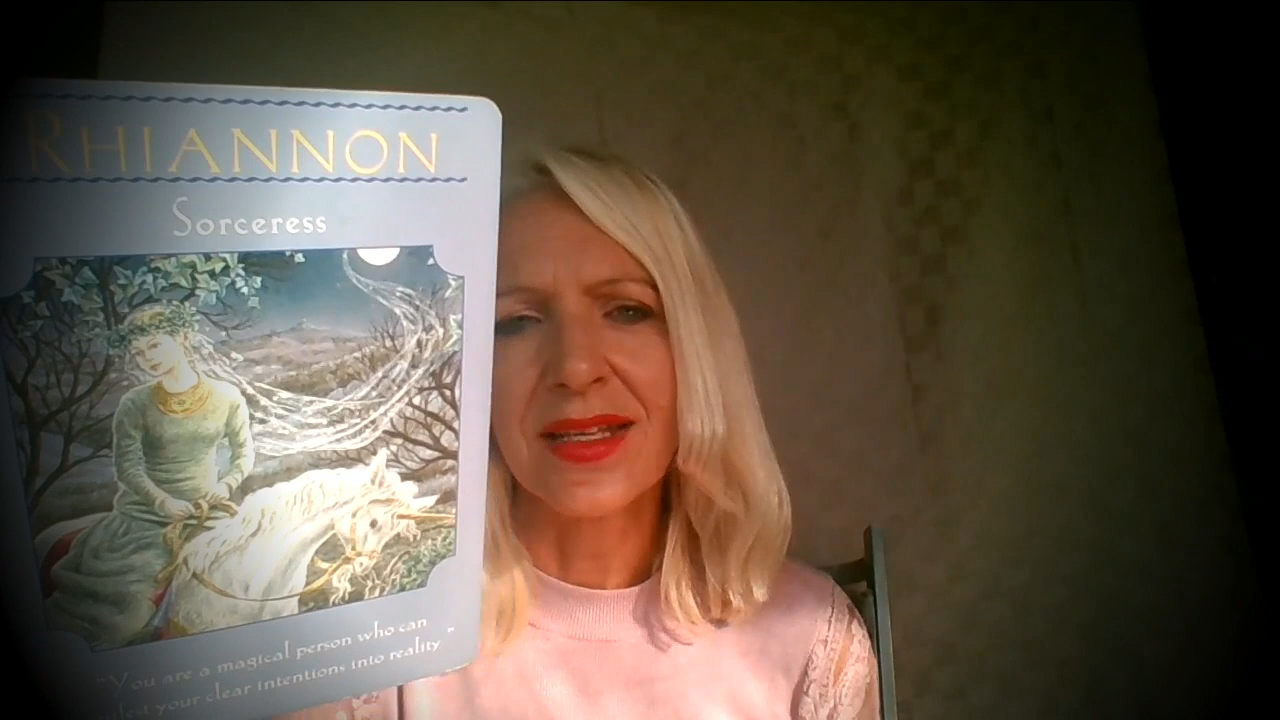 RHIANNON
Sorceress
"You are a magical person who can
your clear intentions into reality."